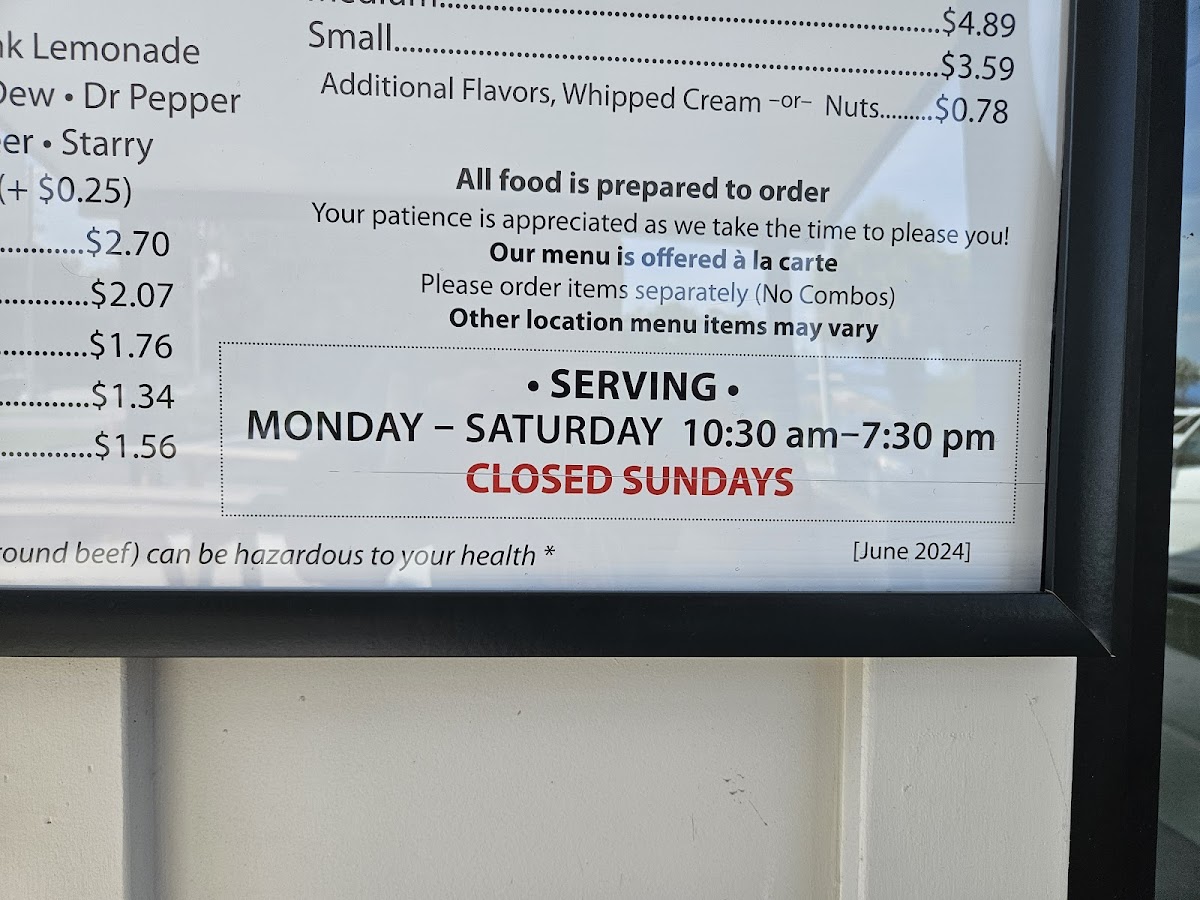 Lemonade
Dew • Dr Pepper
• Starry
(+ $0.25)
............$2.70
.............$2.07
.............$1.76
.............$1.34
.............$1.56
$4.89
Small.......................................................................$3.59
Additional Flavors, Whipped Cream –or– Nuts.........$0.78
All food is prepared to order
Your patience is appreciated as we take the time to please you!
Our menu is offered à la carte
Please order items separately (No Combos)
Other location menu items may vary
• SERVING •
MONDAY – SATURDAY 10:30 am–7:30 pm
CLOSED SUNDAYS
beef) can be hazardous to your health *
[June 2024]